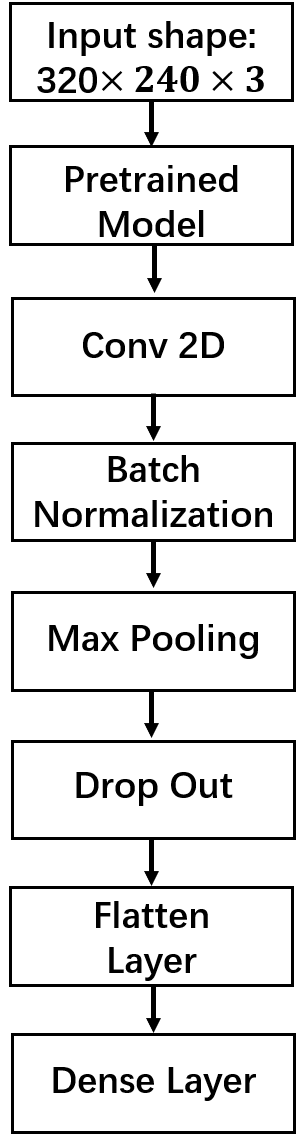 Input shape:
320× 240 × 3
Pretrained
Model
Conv 2D
Batch
Normalization
Max Pooling
Drop Out
Flatten
Layer
Dense Layer